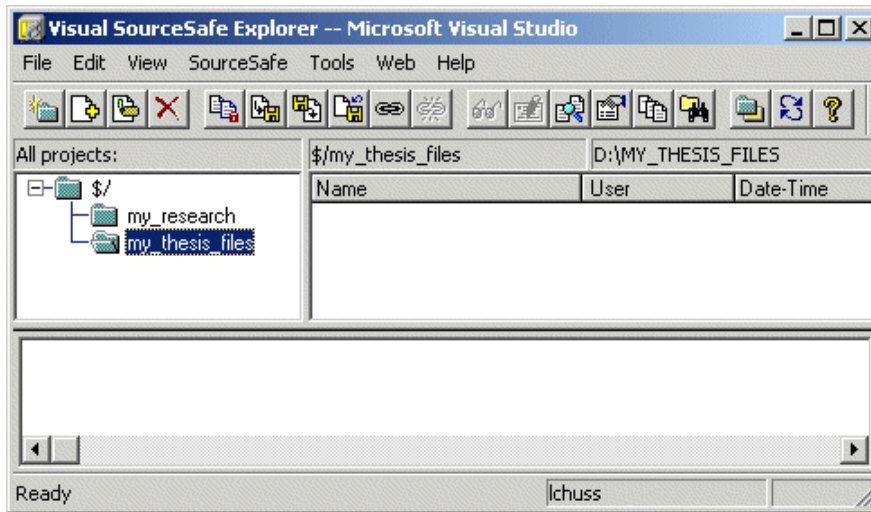 Visual SourceSafe Explorer -- Microsoft Visual Studio
File Edit View SourceSafe Tools Web Help
All projects: $/my_thesis_files D:\MY_THESIS_FILES
$/ Name User Date-Time
my_research
my_thesis_files
Ready lchuss